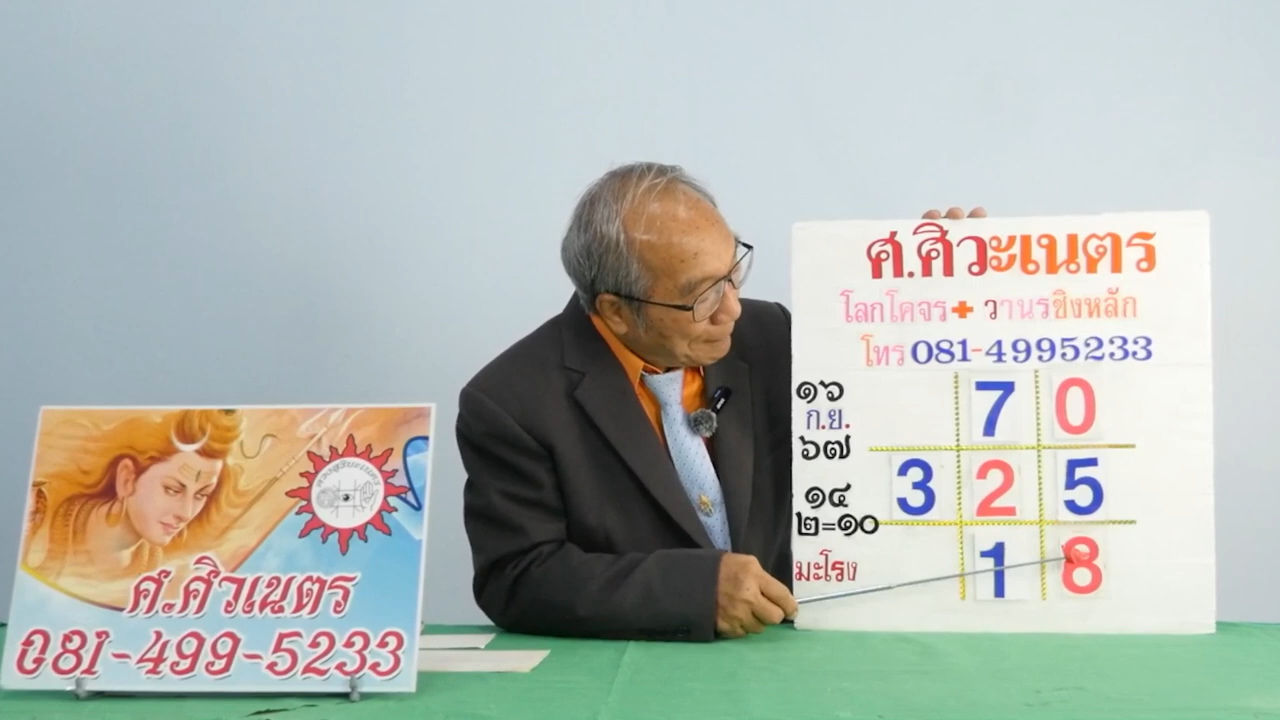 ศ.ศิวะเนตร
โลกโคจร+ วานรชิงหลัก
โทร 081-4995233
๑๖
ก.ย.
๖๗
๑๔
๒=๑๐
มะโรง
7 0
3 2 5
1 8
ศ.ศิวเนตร
081-499-5233